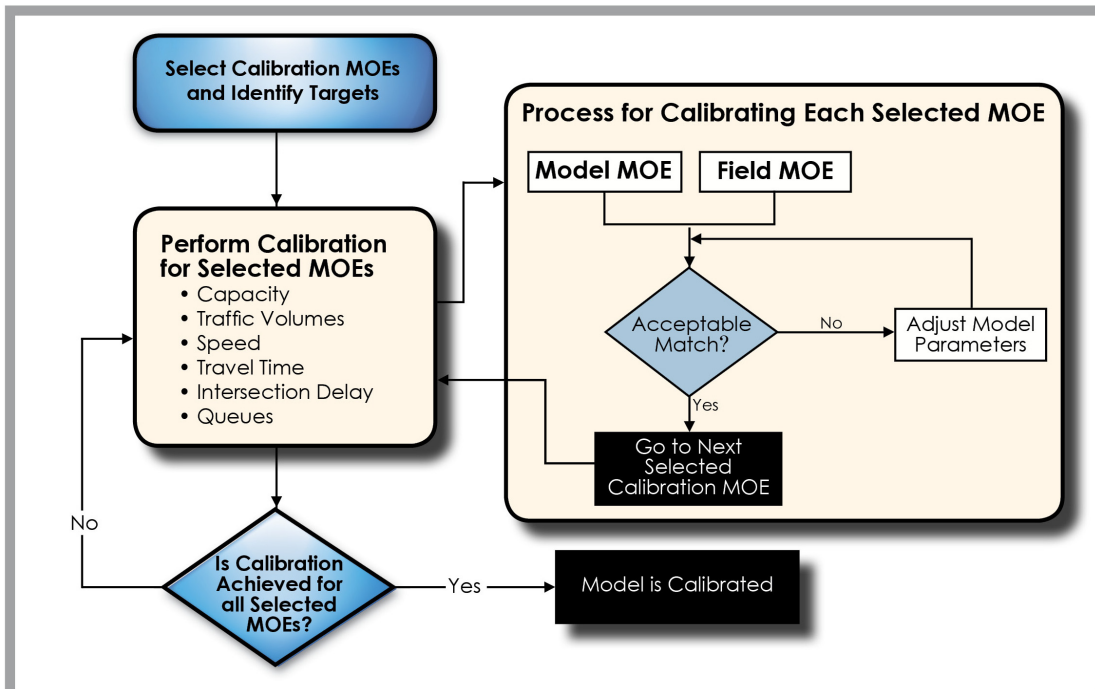 Select Calibration MOEs
and Identify Targets
Perform Calibration
for Selected MOEs
• Capacity
• Traffic Volumes
• Speed
• Travel Time
• Intersection Delay
• Queues
Is Calibration
Achieved for
all Selected
MOEs?
No
Yes
Model is Calibrated
Process for Calibrating Each Selected MOE
Model MOE
Field MOE
Acceptable
Match?
No
Adjust Model
Parameters
Yes
Go to Next
Selected
Calibration MOE